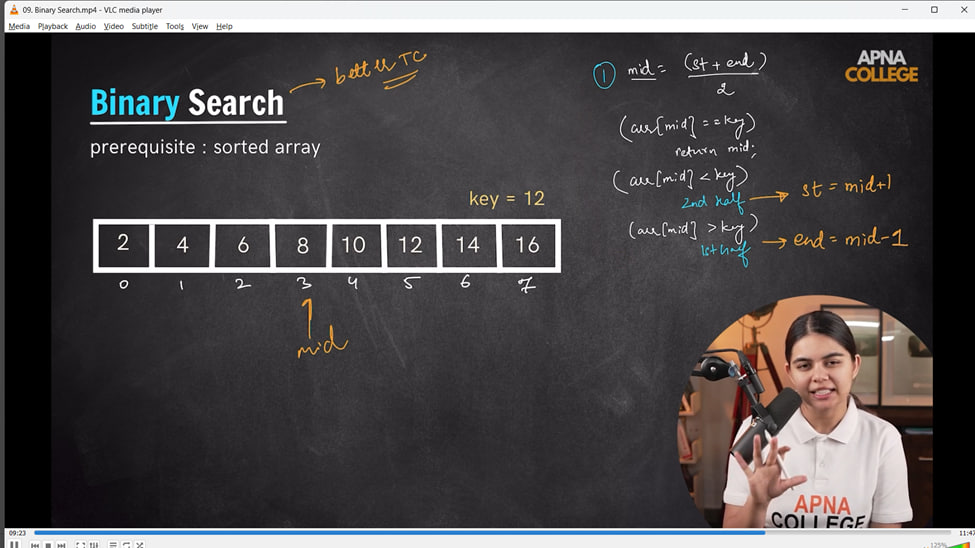 09. Binary Search.mp4 - VLC media player
Media Playback Audio Video Subtitle Tools View Help
better TC
Binary Search
prerequisite : sorted array
APNA
COLLEGE
1 mid = (st + end)
2
(arr[mid] == key)
return mid;
(arr[mid] < key)
2nd half → st = mid+1
(arr[mid] > key)
1st half → end = mid-1
key = 12
2 4 6 8 10 12 14 16
0 1 2 3 4 5 6 7
mid
APNA
COLLEGE
09:23
11:47
125%